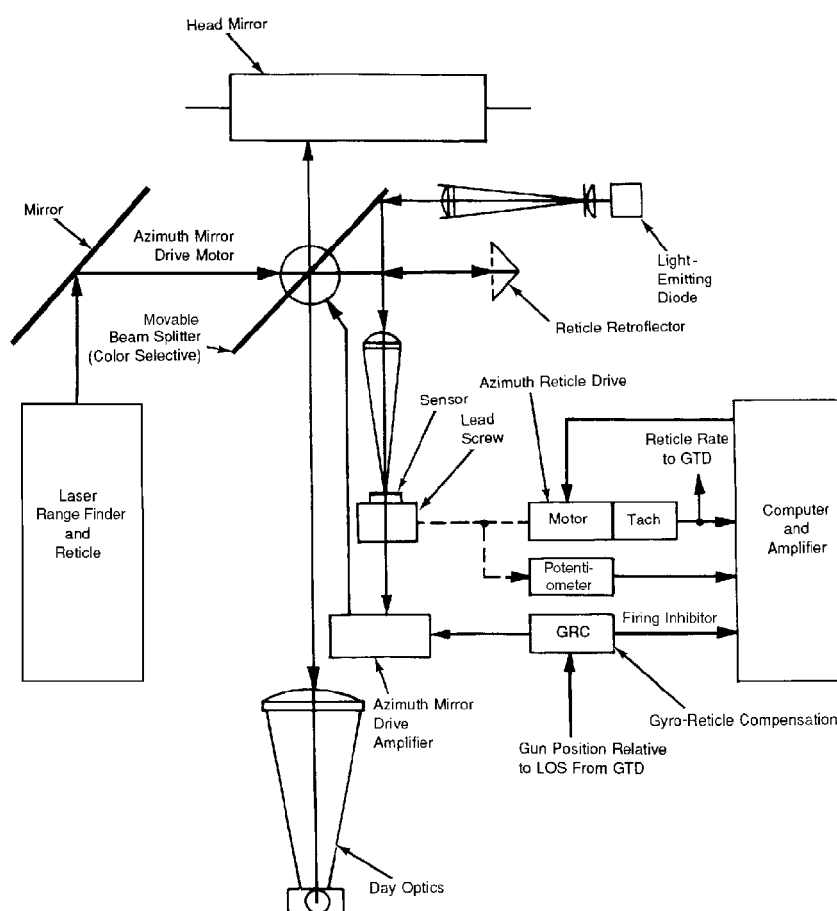 Head Mirror
Mirror
Azimuth Mirror
Drive Motor
Light-
Emitting
Diode
Reticle Retroflector
Movable
Beam Splitter
(Color Selective)
Azimuth Reticle Drive
Sensor
Lead
Screw
Reticle Rate
to GTD
Laser
Range Finder
and
Reticle
Motor
Tach
Computer
and
Amplifier
Potenti-
ometer
GRC
Firing Inhibitor
Azimuth Mirror
Drive
Amplifier
Gyro-Reticle Compensation
Gun Position Relative
to LOS From GTD
Day Optics